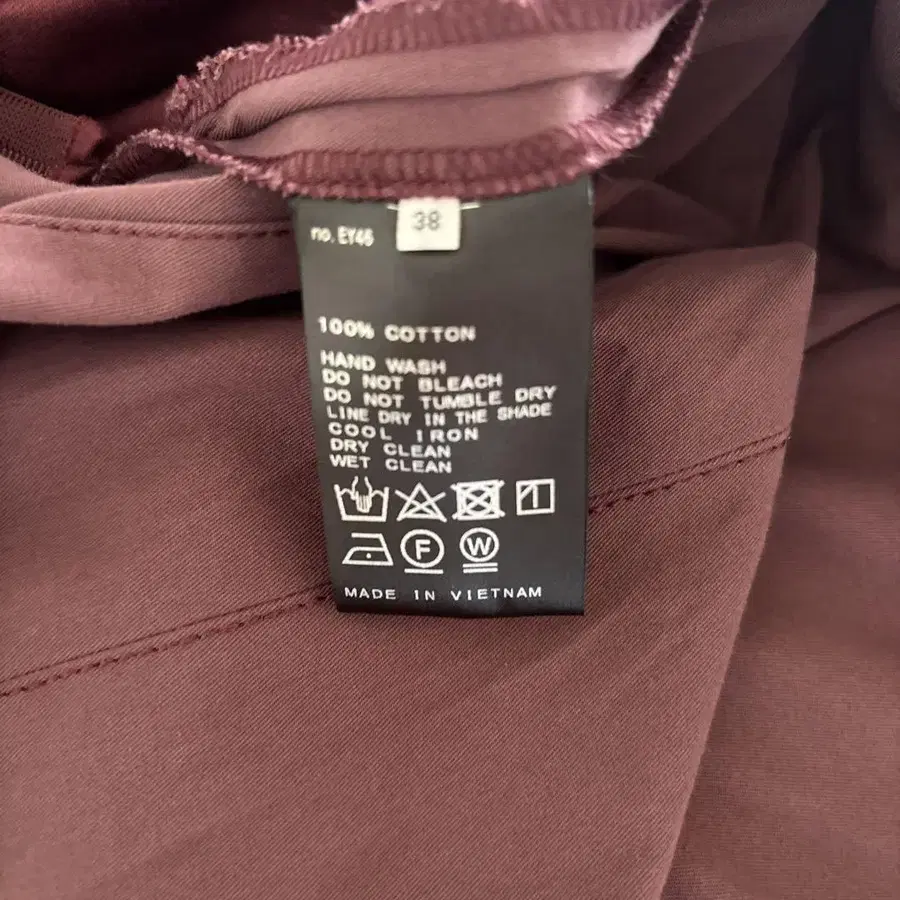 38
no. EY46
100% COTTON
HAND WASH
DO NOT BLEACH
DO NOT TUMBLE DRY
LINE DRY IN THE SHADE
COOL IRON
DRY CLEAN
WET CLEAN
F W
MADE IN VIETNAM